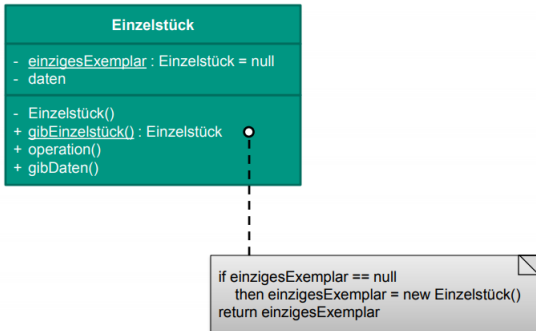 Einzelstück
- einzigesExemplar : Einzelstück = null
- daten
- Einzelstück()
+ gibEinzelstück() : Einzelstück
+ operation()
+ gibDaten()
if einzigesExemplar == null
then einzigesExemplar = new Einzelstück()
return einzigesExemplar